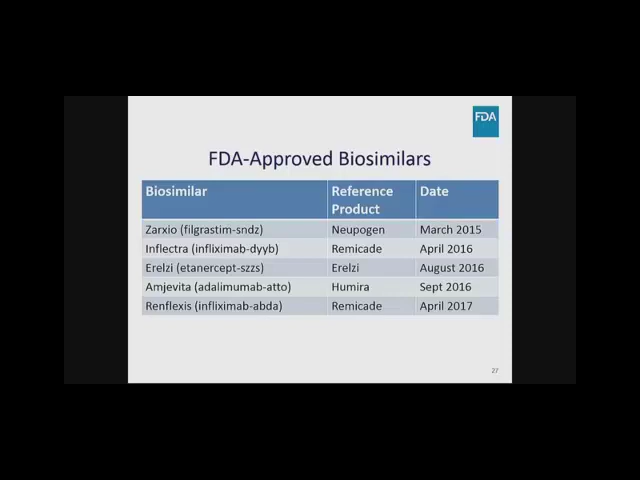 FDA
FDA-Approved Biosimilars
Biosimilar Reference Product Date
Zarxio (filgrastim-sndz) Neupogen March 2015
Inflectra (infliximab-dyyb) Remicade April 2016
Erelzi (etanercept-szzs) Erelzi August 2016
Amjevita (adalimumab-atto) Humira Sept 2016
Renflexis (infliximab-abda) Remicade April 2017
27